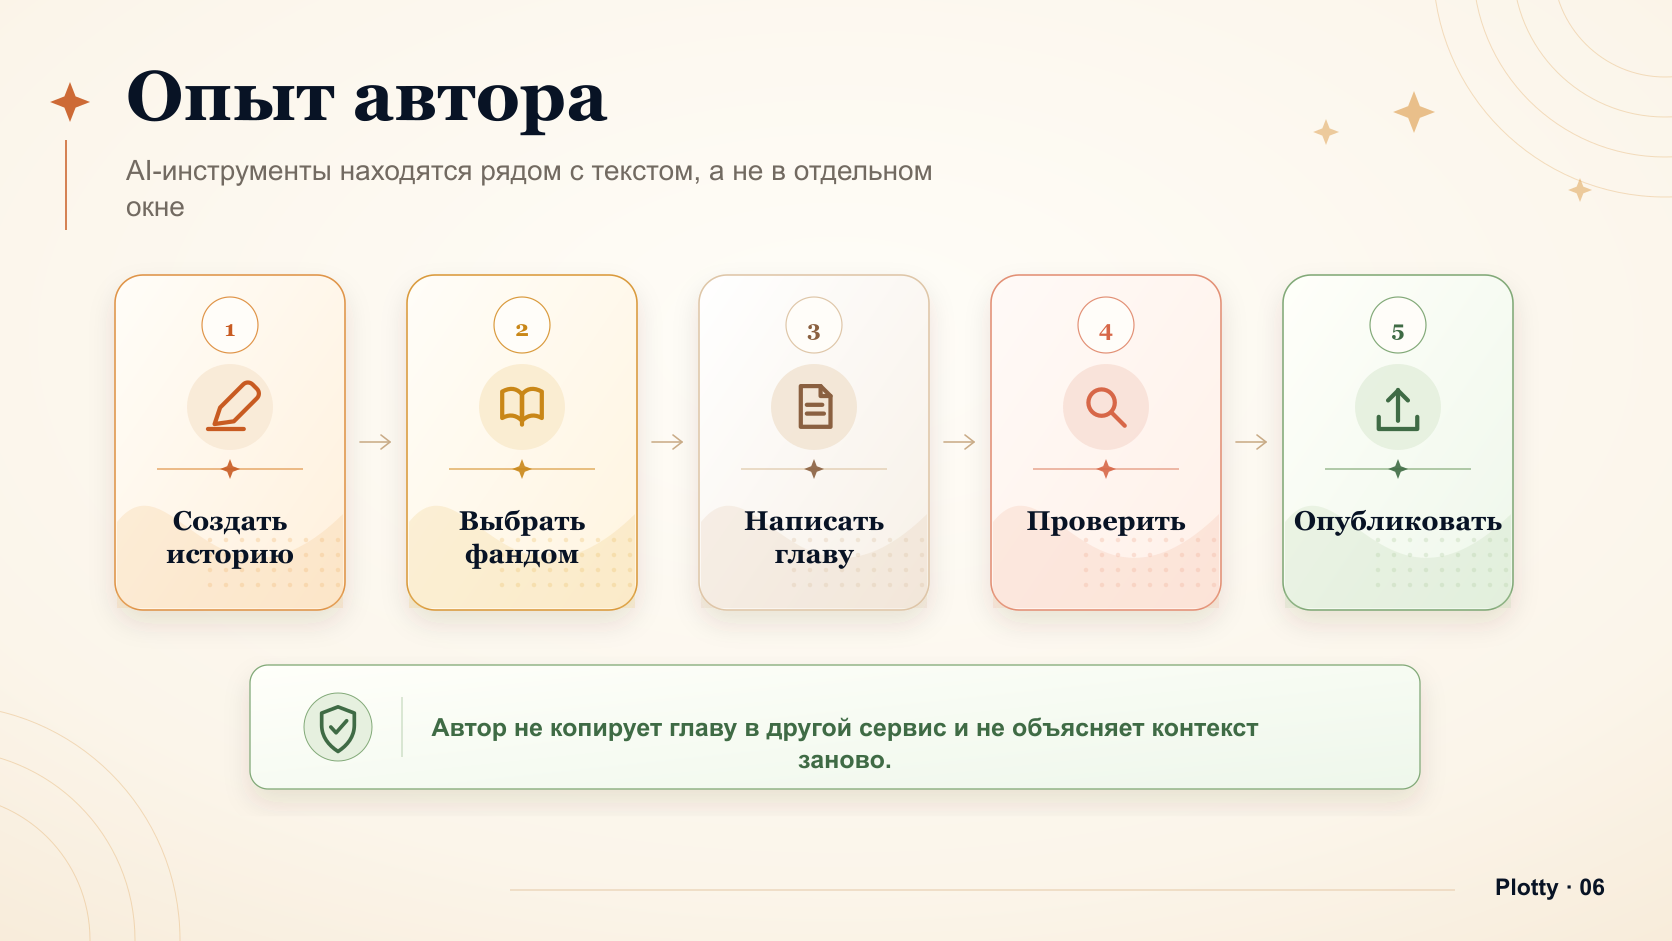 Опыт автора
AI-инструменты находятся рядом с текстом, а не в отдельном
окне
1
2
3
4
5
Создать
историю
Выбрать
фандом
Написать
главу
Проверить
Опубликовать
Автор не копирует главу в другой сервис и не объясняет контекст
заново.
Plotty · 06